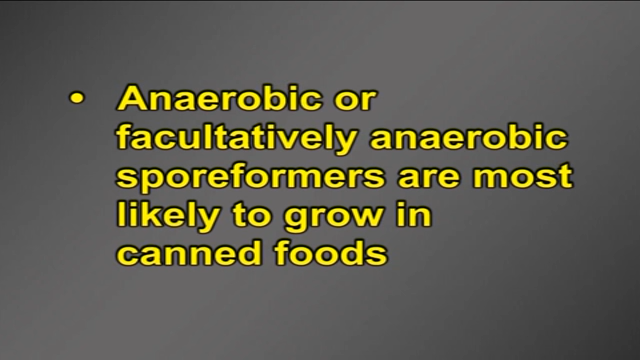 • Anaerobic or
facultatively anaerobic
sporeformers are most
likely to grow in
canned foods